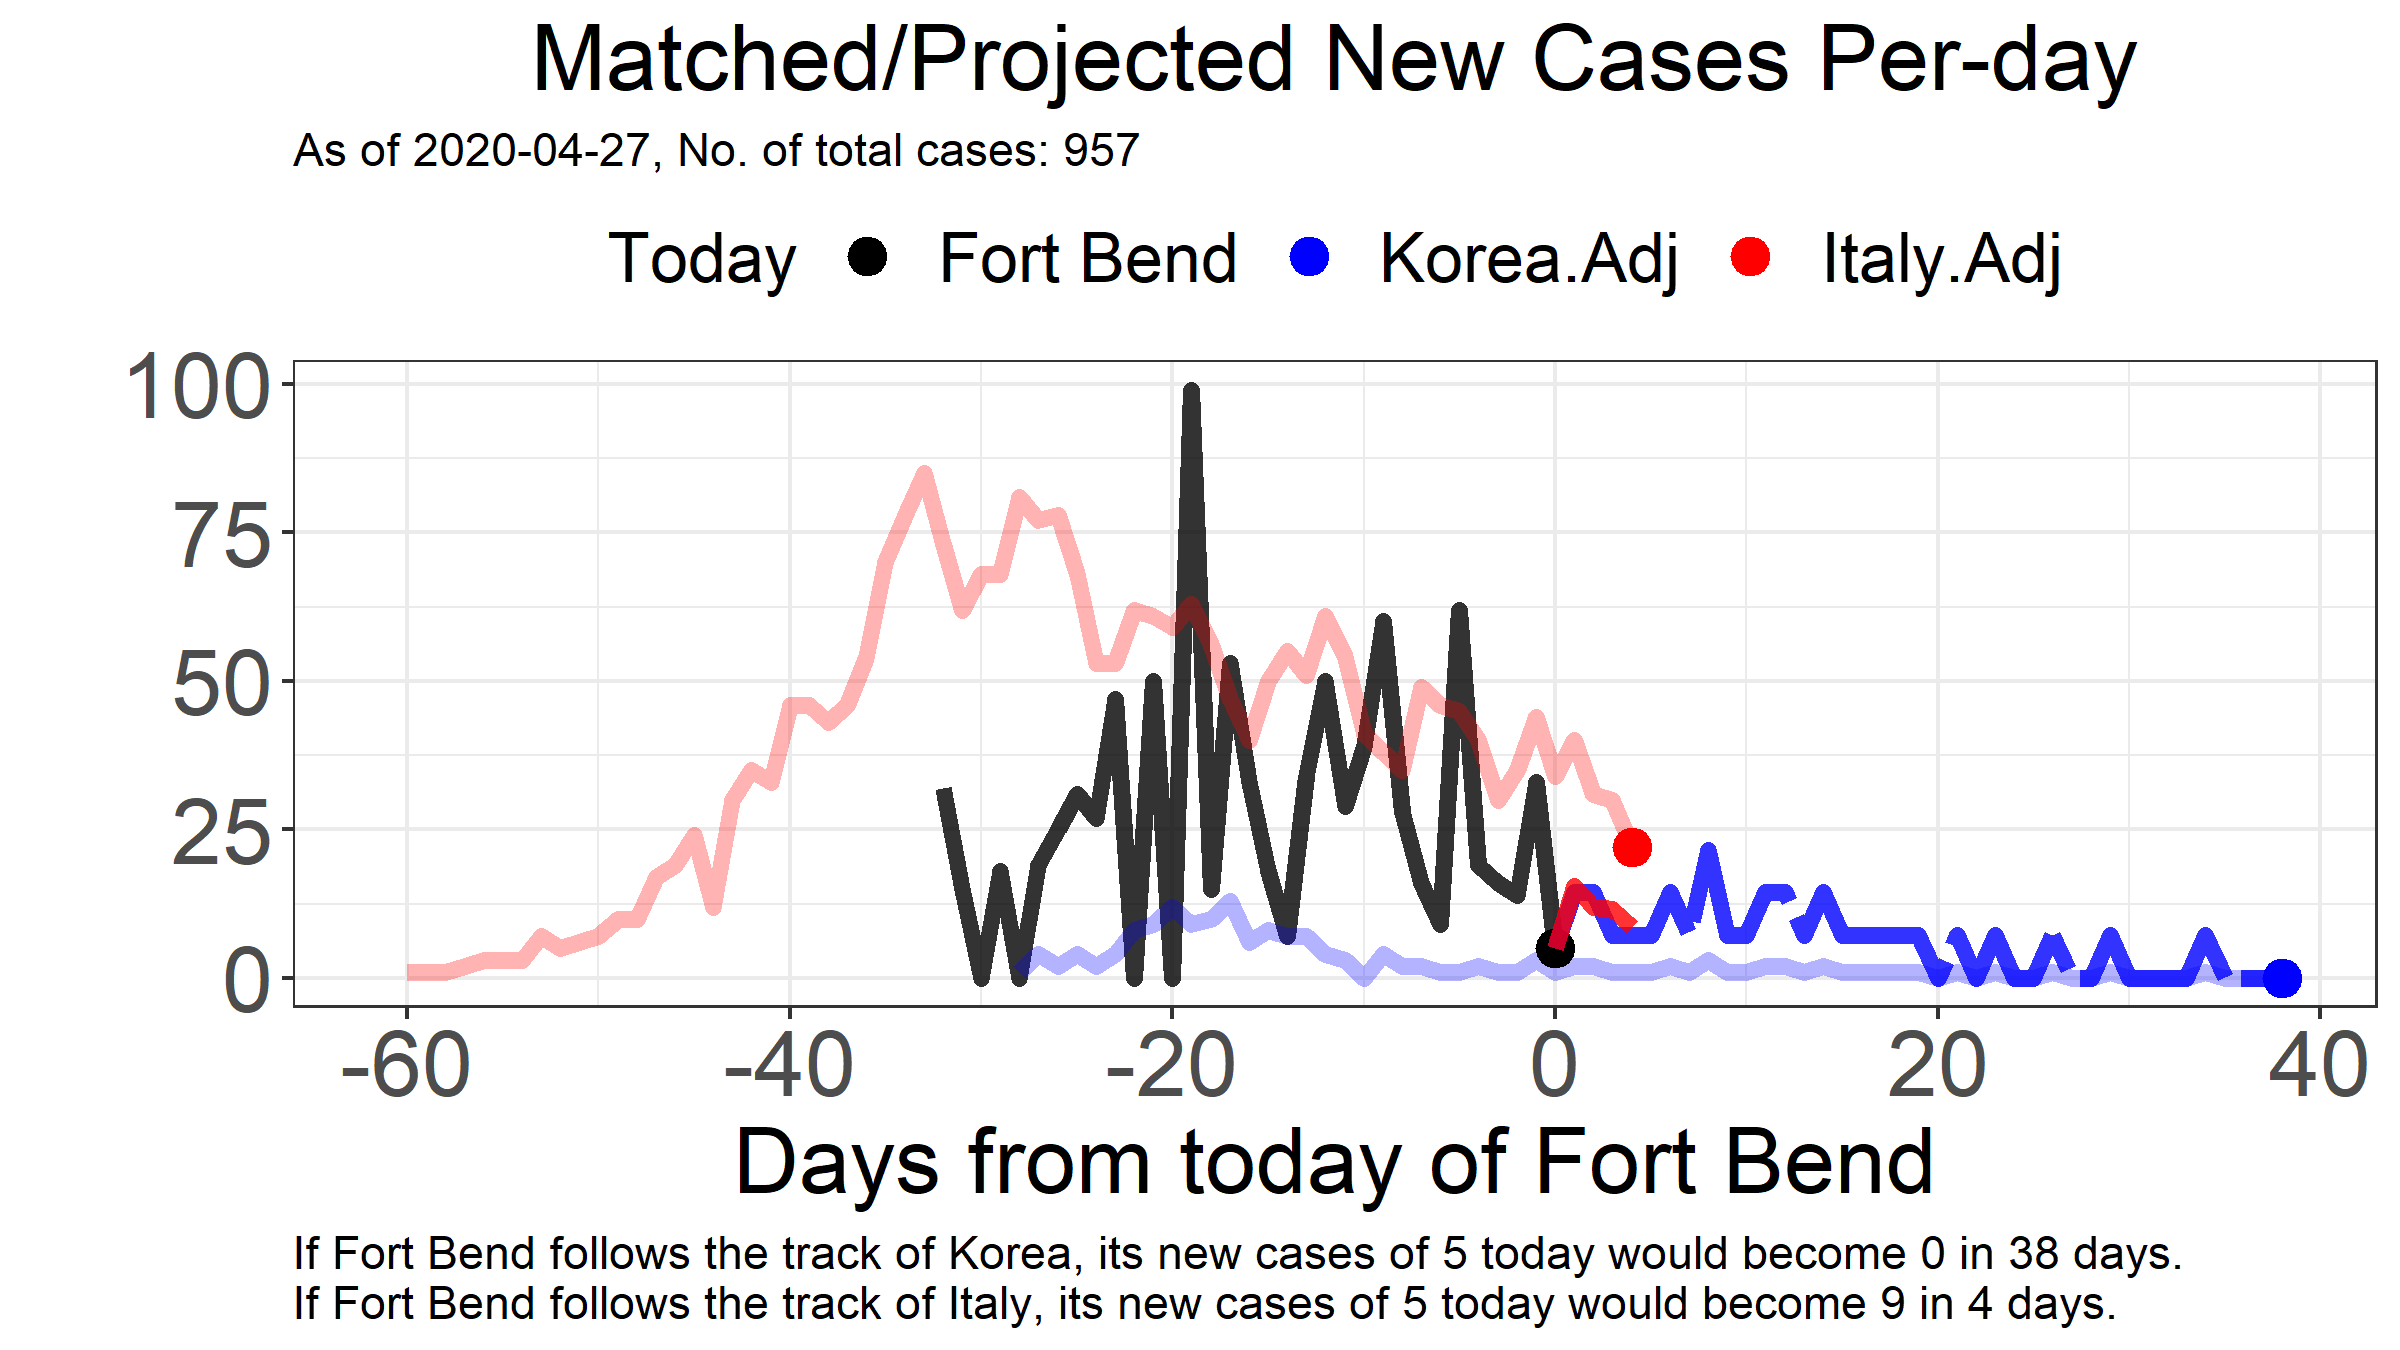 Matched/Projected New Cases Per-day
As of 2020-04-27, No. of total cases: 957
Today Fort Bend Korea.Adj Italy.Adj
100
75
50
25
0
-60 -40 -20 0 20 40
Days from today of Fort Bend
If Fort Bend follows the track of Korea, its new cases of 5 today would become 0 in 38 days.
If Fort Bend follows the track of Italy, its new cases of 5 today would become 9 in 4 days.